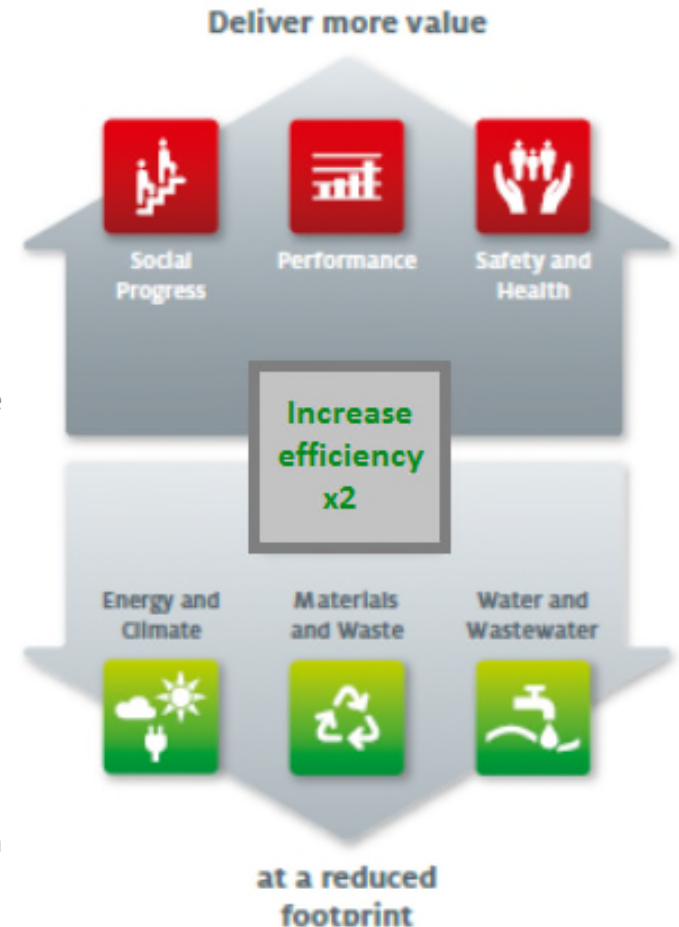 Deliver more value
Social
Progress
Performance
Safety and
Health
e
Increase
efficiency
x2
Energy and
Climate
Materials
and Waste
Water and
Wastewater
at a reduced
footprint